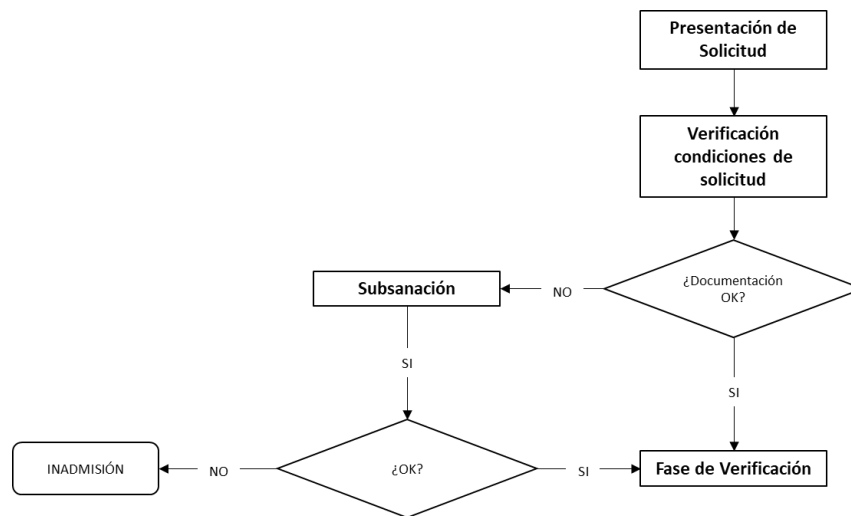 Presentación de
Solicitud
Verificación
condiciones de
solicitud
¿Documentación
OK?
NO
Subsanación
SI
SI
¿OK?
NO
INADMISIÓN
SI
Fase de Verificación